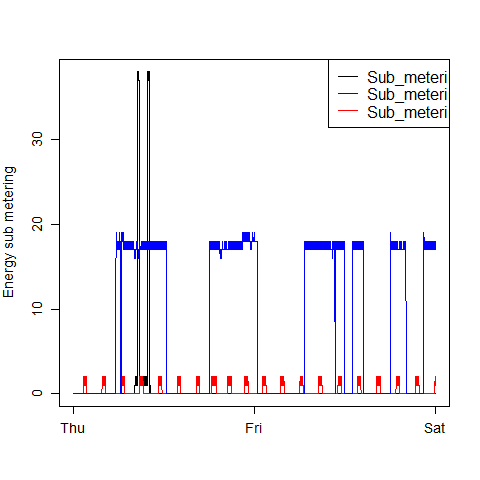 Sub_meteri
Sub_meteri
Sub_meteri
Energy sub metering
30
20
10
0
Thu
Fri
Sat